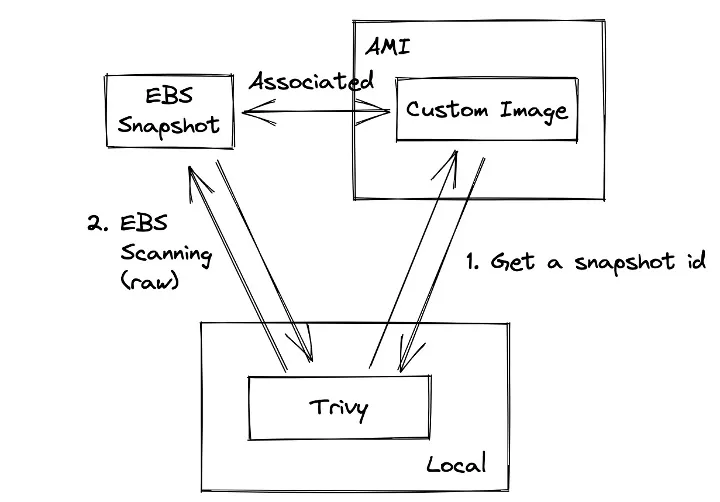 AMI
Associated
EBS
Snapshot
Custom Image
2. EBS
Scanning
(raw)
1. Get a snapshot id
Trivy
Local